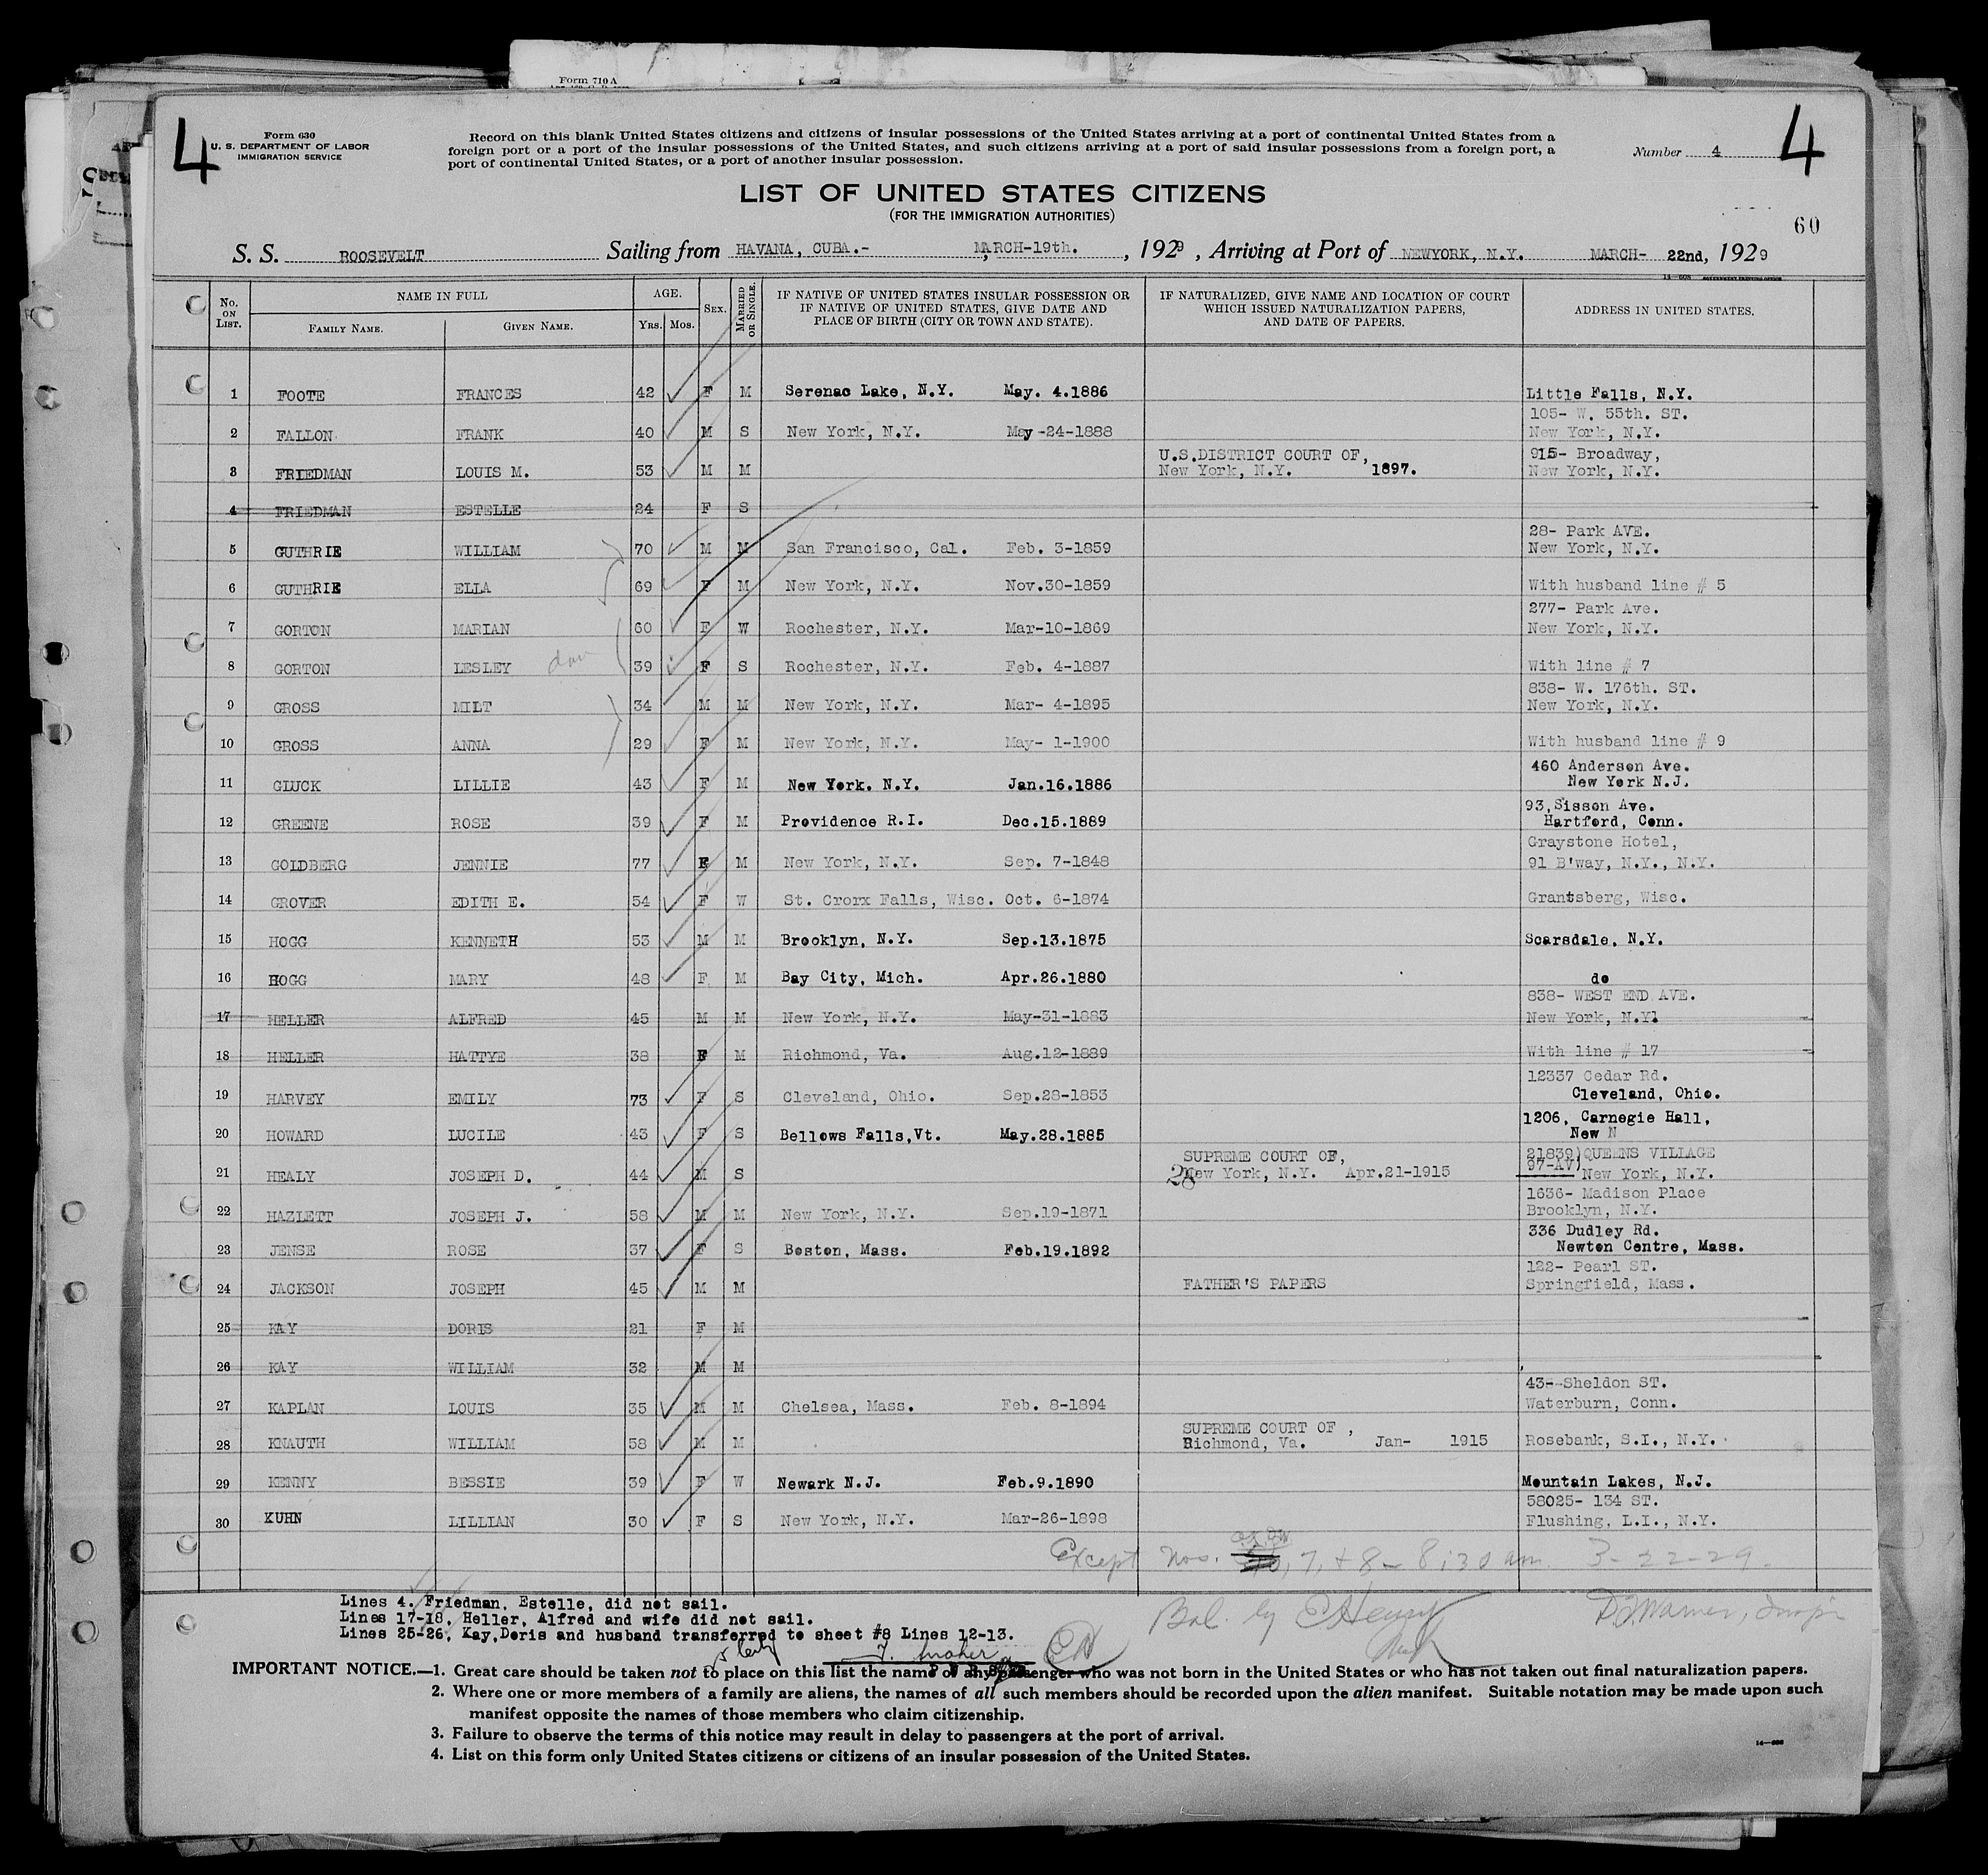 Form 710 A
4
Form 630
U. S. DEPARTMENT OF LABOR
IMMIGRATION SERVICE
Record on this blank United States citizens and citizens of insular possessions of the United States arriving at a port of continental United States from a
foreign port or a port of the insular possessions of the United States, and such citizens arriving at a port of said insular possessions from a foreign port, a
port of continental United States, or a port of another insular possession.
Number 4
4
LIST OF UNITED STATES CITIZENS
(FOR THE IMMIGRATION AUTHORITIES)
60
S. S. ROOSEVELT Sailing from HAVANA, CUBA.- MARCH-19th. , 1929 , Arriving at Port of NEWYORK, N.Y. MARCH- 22nd, 1929
14-608 GOVERNMENT PRINTING OFFICE
No. ON LIST. NAME IN FULL FAMILY NAME. GIVEN NAME. AGE. Yrs. Mos. SEX. MARRIED OR SINGLE. IF NATIVE OF UNITED STATES INSULAR POSSESSION OR IF NATIVE OF UNITED STATES, GIVE DATE AND PLACE OF BIRTH (CITY OR TOWN AND STATE). IF NATURALIZED, GIVE NAME AND LOCATION OF COURT WHICH ISSUED NATURALIZATION PAPERS, AND DATE OF PAPERS. ADDRESS IN UNITED STATES.
1 FOOTE FRANCES 42 F M Serenac Lake, N.Y. May. 4.1886 Little Falls, N.Y.
105- W. 55th. ST.
2 FALLON FRANK 40 M S New York, N.Y. May-24-1888 New York, N.Y.
U.S.DISTRICT COURT OF, 915- Broadway,
3 FRIEDMAN LOUIS M. 53 M M New York, N.Y. 1897. New York, N.Y.
4 FRIEDMAN ESTELLE 24 F S
28- Park AVE.
5 GUTHRIE WILLIAM 70 M M San Francisco, Cal. Feb. 3-1859 New York, N.Y.
6 GUTHRIE ELLA 69 F M New York, N.Y. Nov.30-1859 With husband line # 5
277- Park Ave.
7 GORTON MARIAN 60 F W Rochester, N.Y. Mar-10-1869 New York, N.Y.
8 GORTON LESLEY dau 39 F S Rochester, N.Y. Feb. 4-1887 With line # 7
838- W. 176th. ST.
9 GROSS MILT 34 M M New York, N.Y. Mar- 4-1895 New York, N.Y.
10 GROSS ANNA 29 F M New York, N.Y. May- 1-1900 With husband line # 9
460 Anderson Ave.
11 GLUCK LILLIE 43 F M New York. N.Y. Jan.16.1886 New York N.J.
93,Sisson Ave.
12 GREENE ROSE 39 F M Providence R.I. Dec.15.1889 Hartford, Conn.
Graystone Hotel,
13 GOLDBERG JENNIE 77 F M New York, N.Y. Sep. 7-1848 91 B'way, N.Y., N.Y.
14 GROVER EDITH E. 54 F W St. Crorx Falls, Wisc. Oct. 6-1874 Grantsberg, Wisc.
15 HOGG KENNETH 53 M M Brooklyn, N.Y. Sep.13.1875 Scarsdale, N.Y.
16 HOGG MARY 48 F M Bay City, Mich. Apr.26.1880 do
838- WEST END AVE.
17 HELLER ALFRED 45 M M New York, N.Y. May-31-1883 New York, N.Y.
18 HELLER HATTYE 38 F M Richmond, Va. Aug.12-1889 With line # 17
12337 Cedar Rd.
19 HARVEY EMILY 73 F S Cleveland, Ohio. Sep.28-1853 Cleveland, Ohio.
1206, Carnegie Hall,
20 HOWARD LUCILE 43 F S Bellows Falls,Vt. May.28.1885 New N
SUPREME COURT OF, 21839)QUEENS VILLAGE
21 HEALY JOSEPH D. 44 M S 28 New York, N.Y. Apr.21-1915 97-AV) New York, N.Y.
1636- Madison Place
22 HAZLETT JOSEPH J. 58 M M New York, N.Y. Sep.19-1871 Brooklyn, N.Y.
336 Dudley Rd.
23 JENSE ROSE 37 F S Boston, Mass. Feb.19.1892 Newton Centre, Mass.
122- Pearl ST.
24 JACKSON JOSEPH 45 M M FATHER'S PAPERS Springfield, Mass.
25 KAY DORIS 21 F M
26 KAY WILLIAM 32 M M
43--Sheldon ST.
27 KAPLAN LOUIS 35 M M Chelsea, Mass. Feb. 8-1894 Waterburn, Conn.
SUPREME COURT OF ,
28 KNAUTH WILLIAM 58 M M Richmond, Va. Jan- 1915 Rosebank, S.I., N.Y.
29 KENNY BESSIE 39 F W Newark N.J. Feb.9.1890 Mountain Lakes, N.J.
58025- 134 ST.
30 KUHN LILLIAN 30 F S New York, N.Y. Mar-26-1898 Flushing, L.I., N.Y.
Except nos. 7, + 8 - 8:30 am. 3-22-29-
Lines 4. Friedman, Estelle, did not sail.
Lines 17-18, Heller, Alfred and wife did not sail.
Lines 25-26, Kay,Doris and husband transferred to sheet #8 Lines 12-13.
Bal. by E Henry
IMPORTANT NOTICE.—1. Great care should be taken not to place on this list the name of any passenger who was not born in the United States or who has not taken out final naturalization papers.
2. Where one or more members of a family are aliens, the names of all such members should be recorded upon the alien manifest. Suitable notation may be made upon such
manifest opposite the names of those members who claim citizenship.
3. Failure to observe the terms of this notice may result in delay to passengers at the port of arrival.
4. List on this form only United States citizens or citizens of an insular possession of the United States.